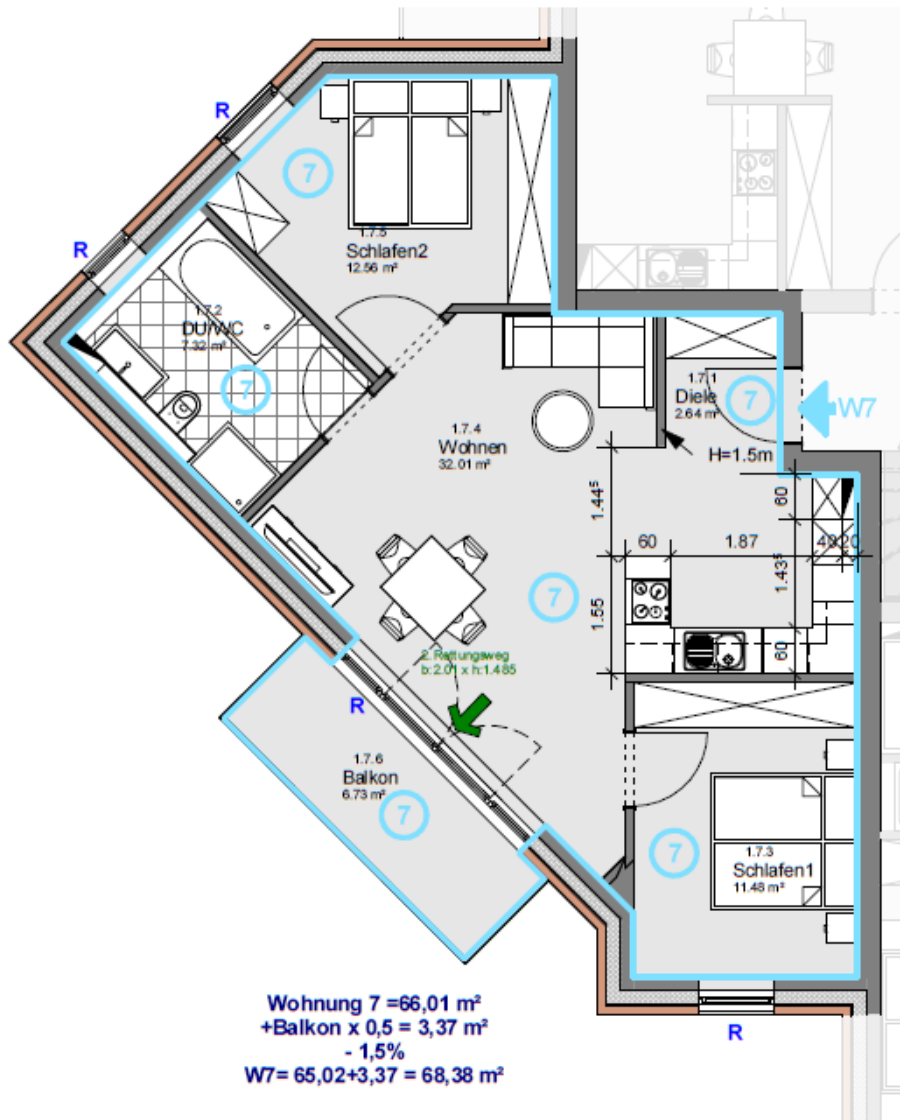 R
7
1.7.5
Schlafen2
12.56 m²
R
1.7.2
DU/WC
7.32 m²
7
1.7.4
Wohnen
32.01 m²
1.7.1
Diele
2.64 m²
7
W7
H=1.5m
1.44⁵
60
60
1.87
40
20
1.43⁵
7
1.55
60
2. Rettungsweg
b:2.01 x h:1.485
R
1.7.6
Balkon
6.73 m²
7
7
1.7.3
Schlafen1
11.48 m²
R
Wohnung 7 =66,01 m²
+Balkon x 0,5 = 3,37 m²
- 1,5%
W7= 65,02+3,37 = 68,38 m²